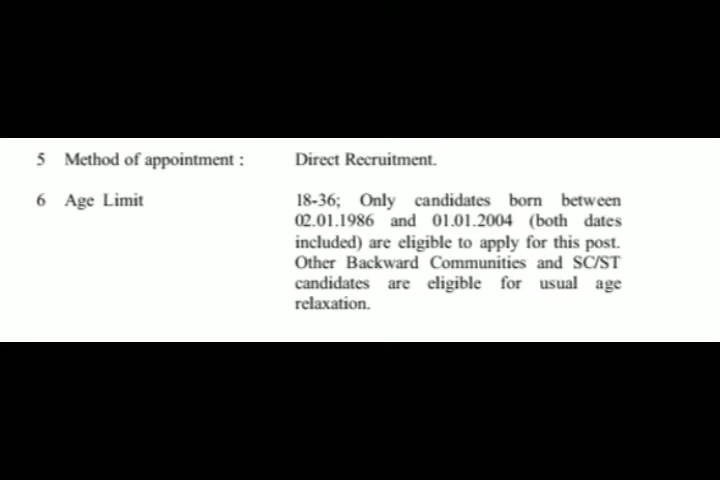 5 Method of appointment : Direct Recruitment.
6 Age Limit 18-36; Only candidates born between
02.01.1986 and 01.01.2004 (both dates
included) are eligible to apply for this post.
Other Backward Communities and SC/ST
candidates are eligible for usual age
relaxation.